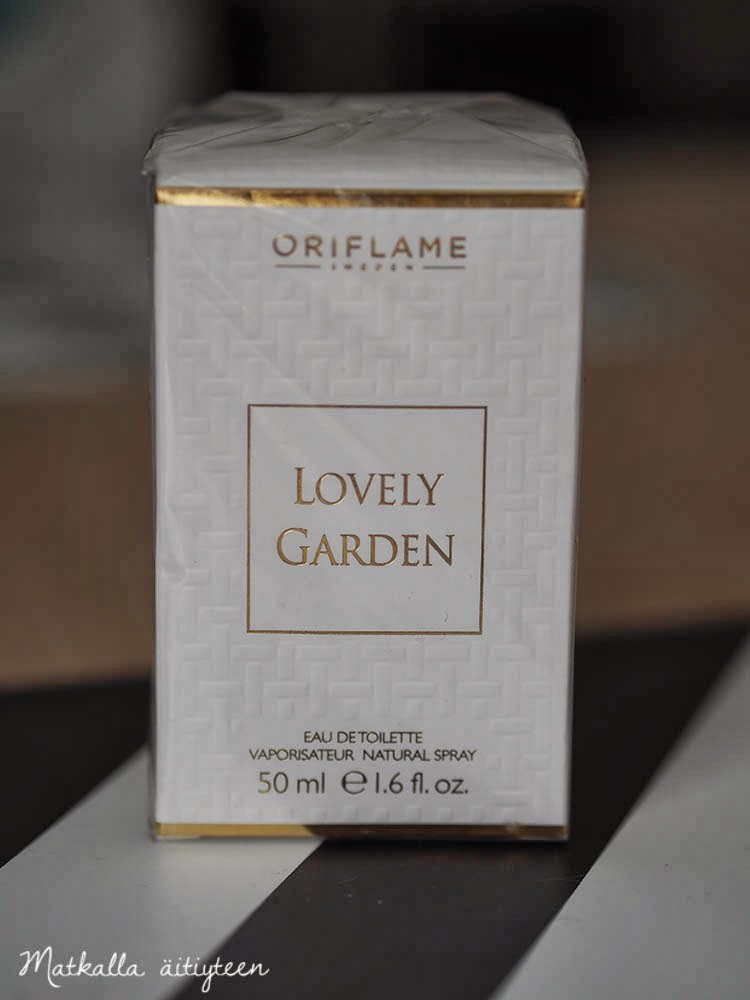 ORIFLAME
SWEDEN
LOVELY
GARDEN
EAU DE TOILETTE
VAPORISATEUR NATURAL SPRAY
50 ml ℮ 1.6 fl. oz.
Matkalla äitiyteen